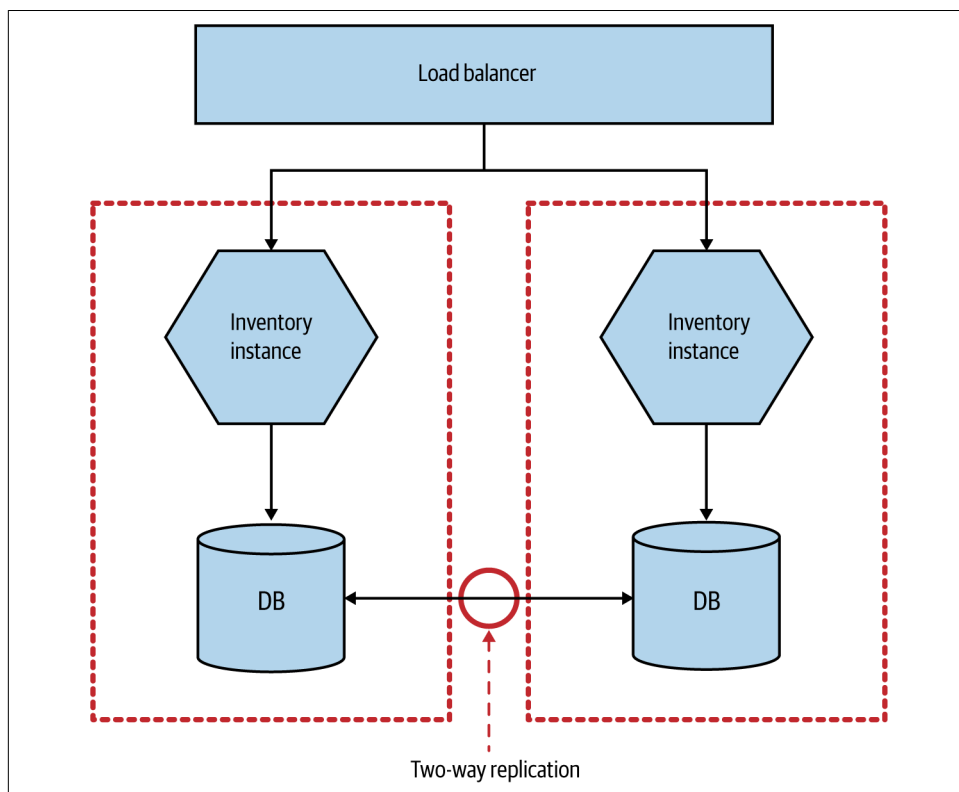 Load balancer
Inventory
instance
Inventory
instance
DB
DB
Two-way replication